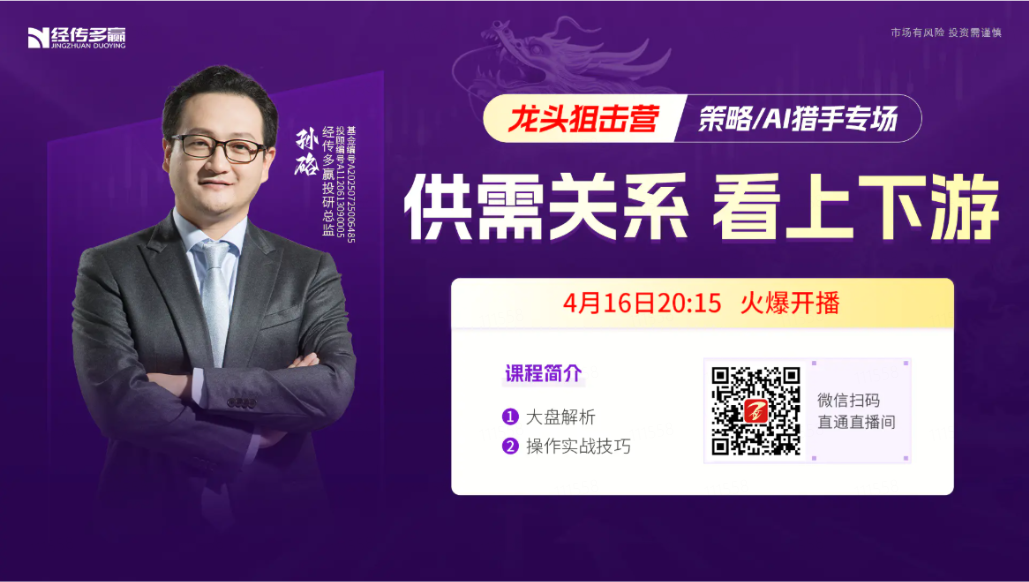 经传多赢
JINGZHUAN DUOYING
市场有风险 投资需谨慎
龙头狙击营
策略/AI猎手专场
供需关系 看上下游
孙硌
经传多赢投研总监
投顾编号A1120613090005
基金编号A20250725006485
4月16日20:15 火爆开播
课程简介
1 大盘解析
2 操作实战技巧
微信扫码
直通直播间